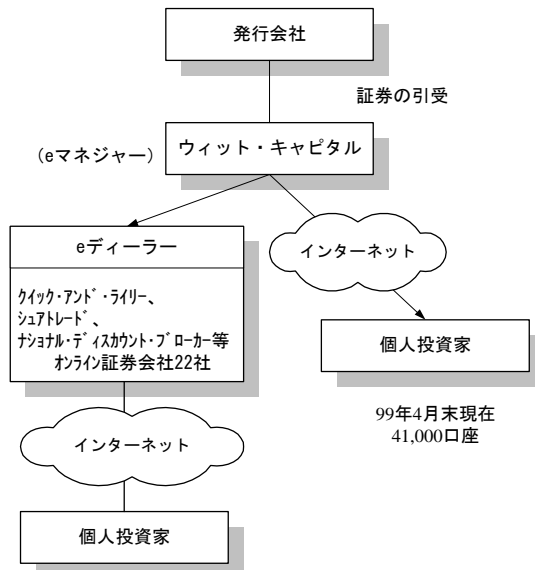 発行会社
証券の引受
(eマネジャー)
ウィット・キャピタル
eディーラー
インターネット
ｸｲｯｸ･ｱﾝﾄﾞ･ﾗｲﾘｰ、
ｼｭｱﾄﾚｰﾄﾞ、
ﾅｼｮﾅﾙ･ﾃﾞｨｽｶｳﾝﾄ･ﾌﾞﾛｰｶｰ等
ｵﾝﾗｲﾝ証券会社22社
個人投資家
99年4月末現在
41,000口座
インターネット
個人投資家